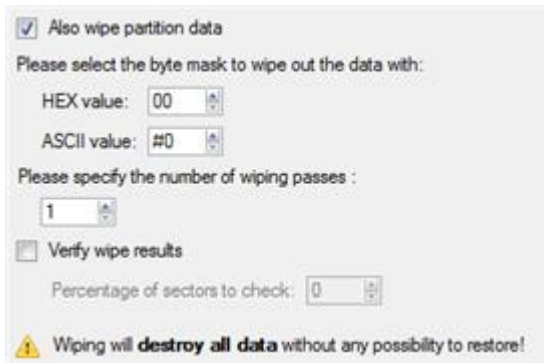 Also wipe partition data
Please select the byte mask to wipe out the data with:
HEX value: 00
ASCII value: #0
Please specify the number of wiping passes :
1
Verify wipe results
Percentage of sectors to check: 0
Wiping will destroy all data without any possibility to restore!